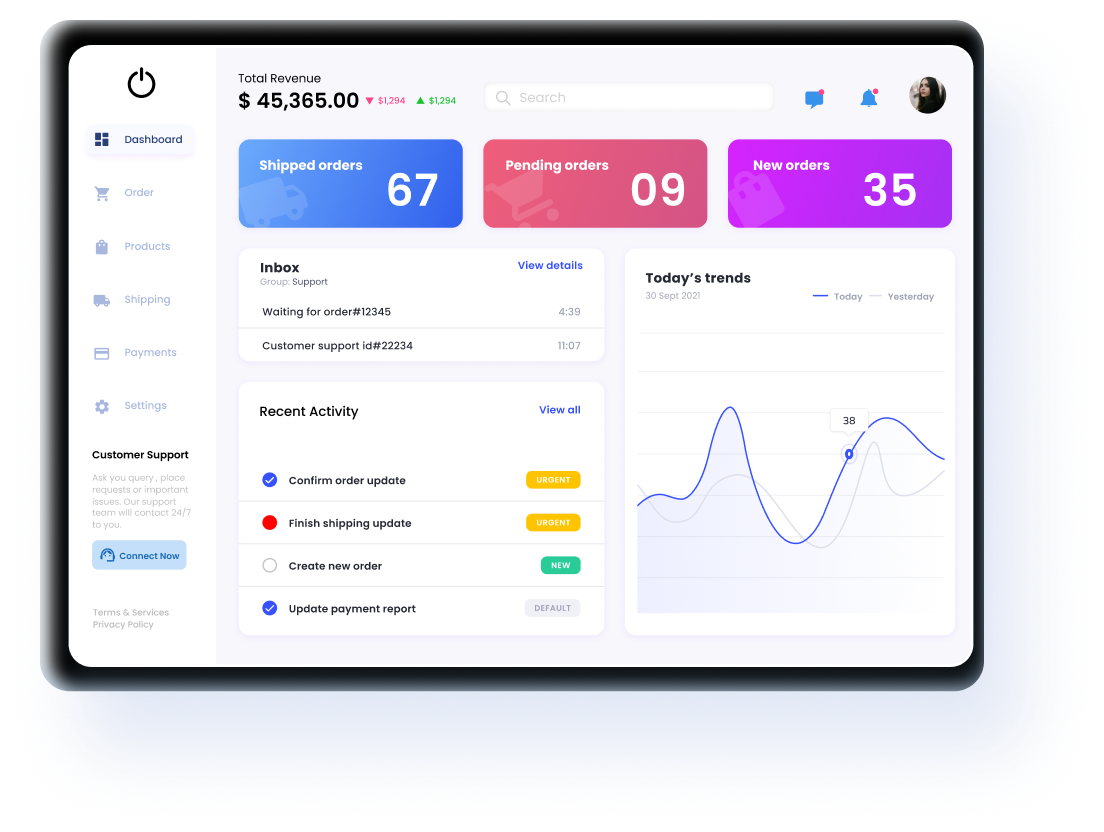 Total Revenue
$ 45,365.00 $1,294 $1,294
Search
Dashboard
Order
Products
Shipping
Payments
Settings
Customer Support
Ask you query , place
requests or important
issues. Our support
team will contact 24/7
to you.
Connect Now
Terms & Services
Privacy Policy
Shipped orders
67
Pending orders
09
New orders
35
Inbox
View details
Group: Support
Waiting for order#12345 4:39
Customer support id#22234 11:07
Recent Activity
View all
Confirm order update URGENT
Finish shipping update URGENT
Create new order NEW
Update payment report DEFAULT
Today’s trends
30 Sept 2021
Today Yesterday
38